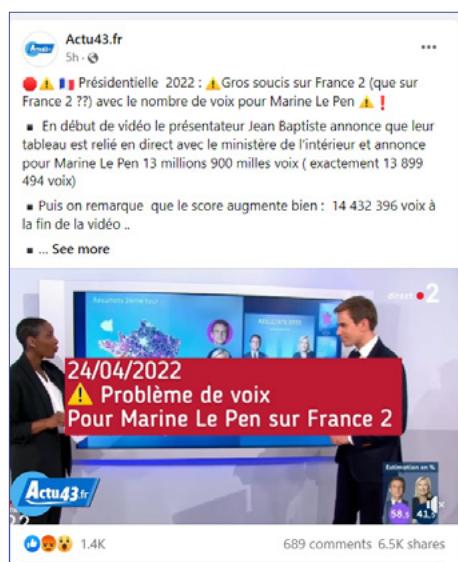 Actu43.fr
5h ·
🔴⚠️🇫🇷 Présidentielle 2022 : ⚠️Gros soucis sur France 2 (que sur
France 2 ??) avec le nombre de voix pour Marine Le Pen ⚠️❗
▪ En début de vidéo le présentateur Jean Baptiste annonce que leur
tableau est relié en direct avec le ministère de l'intérieur et annonce
pour Marine Le Pen 13 millions 900 milles voix ( exactement 13 899
494 voix)
▪ Puis on remarque que le score augmente bien : 14 432 396 voix à
la fin de la vidéo ..
▪ ... See more
direct 2
Résultats 2ème tour
24/04/2022
⚠️ Problème de voix
Pour Marine Le Pen sur France 2
Actu43.fr
Estimation en %
58,5 41,5
1.4K 689 comments 6.5K shares